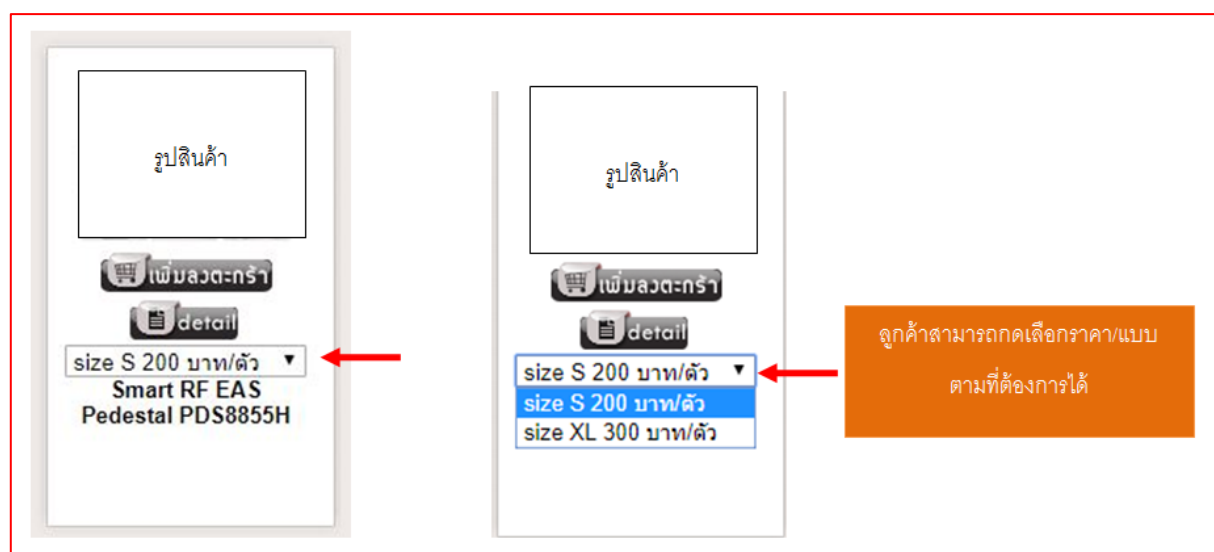 รูปสินค้า
เพิ่มลงตะกร้า
detail
size S 200 บาท/ตัว
Smart RF EAS
Pedestal PDS8855H
รูปสินค้า
เพิ่มลงตะกร้า
detail
size S 200 บาท/ตัว
size S 200 บาท/ตัว
size XL 300 บาท/ตัว
ลูกค้าสามารถกดเลือกราคา/แบบ
ตามที่ต้องการได้